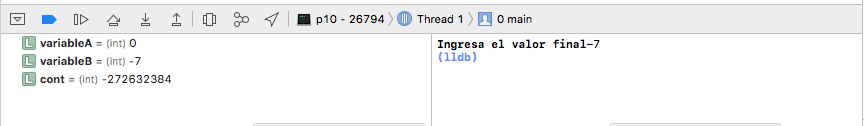 p10 - 26794 Thread 1 0 main
L variableA = (int) 0
L variableB = (int) -7
L cont = (int) -272632384
Ingresa el valor final-7
(lldb)